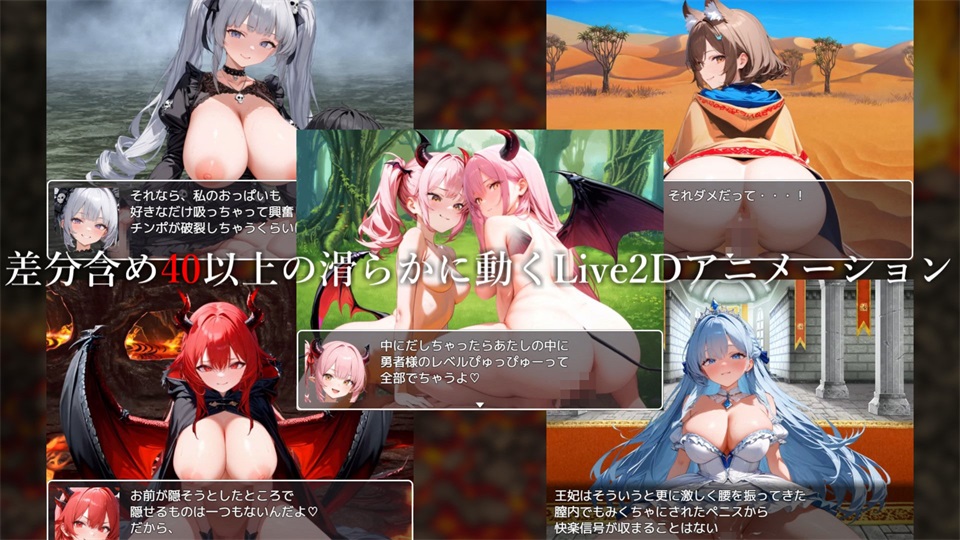 それなら、私のおっぱいも
好きなだけ吸っちゃって興奮
チンポが破裂しちゃうくらい
それダメだって・・・！
差分含め40以上の滑らかに動くLive2Dアニメーション
中にだしちゃったらあたしの中に
勇者様のレベルぴゅっぴゅーって
全部でちゃうよ♡
お前が隠そうとしたところで
隠せるものは一つもないんだよ♡
だから、
王妃はそういうと更に激しく腰を振ってきた
膣内でもみくちゃにされたペニスから
快楽信号が収まることはない